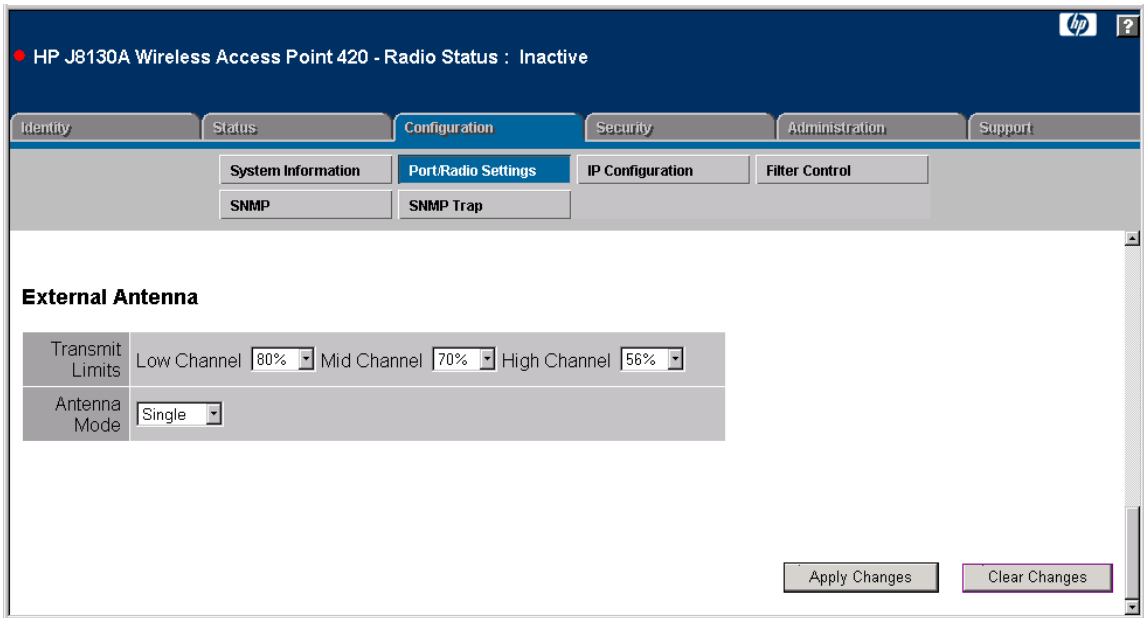 hp ?
HP J8130A Wireless Access Point 420 - Radio Status : Inactive
Identity Status Configuration Security Administration Support
System Information Port/Radio Settings IP Configuration Filter Control
SNMP SNMP Trap
External Antenna
Transmit Limits Low Channel 80% Mid Channel 70% High Channel 56%
Antenna Mode Single
Apply Changes Clear Changes